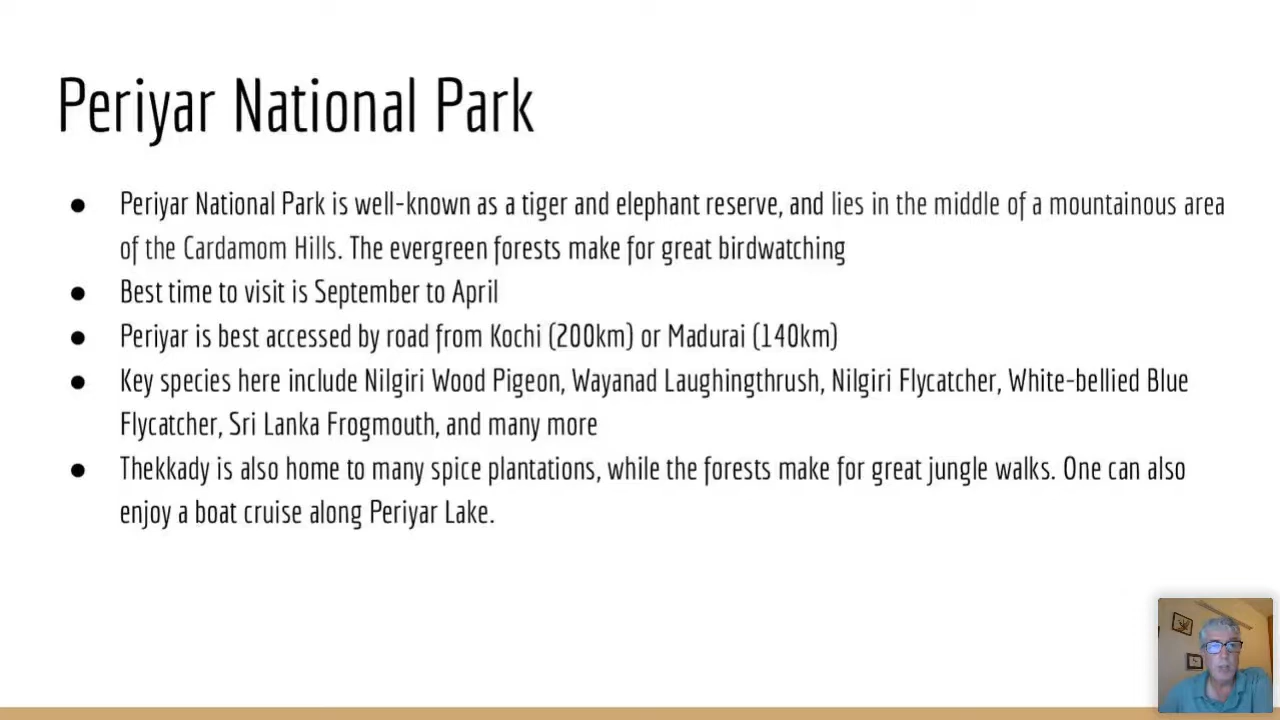 Periyar National Park
● Periyar National Park is well-known as a tiger and elephant reserve, and lies in the middle of a mountainous area
of the Cardamom Hills. The evergreen forests make for great birdwatching
● Best time to visit is September to April
● Periyar is best accessed by road from Kochi (200km) or Madurai (140km)
● Key species here include Nilgiri Wood Pigeon, Wayanad Laughingthrush, Nilgiri Flycatcher, White-bellied Blue
Flycatcher, Sri Lanka Frogmouth, and many more
● Thekkady is also home to many spice plantations, while the forests make for great jungle walks. One can also
enjoy a boat cruise along Periyar Lake.